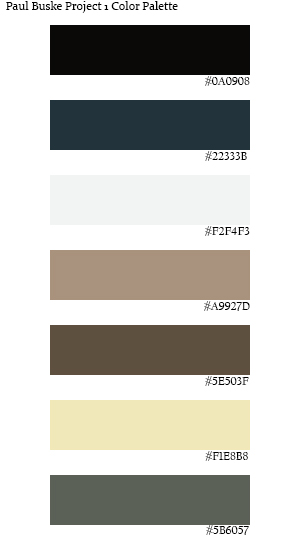 Paul Buske Project 1 Color Palette
#0A0908
#22333B
#F2F4F3
#A9927D
#5E503F
#F1E8B8
#5B6057